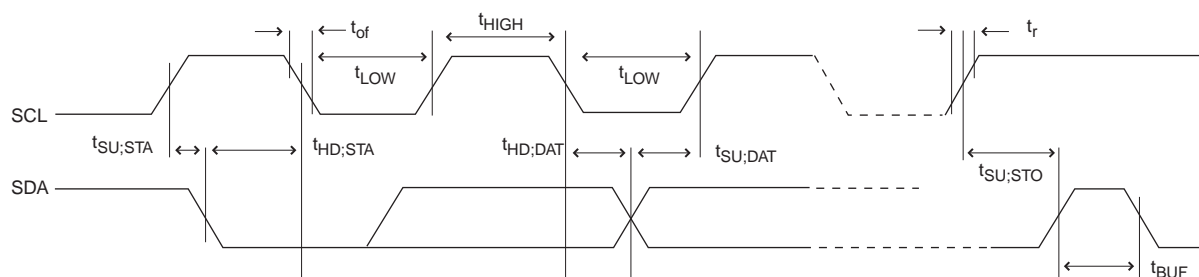 t_of
t_HIGH
t_r
t_LOW
t_LOW
SCL
t_SU;STA
t_HD;STA
t_HD;DAT
t_SU;DAT
t_SU;STO
SDA
t_BUF